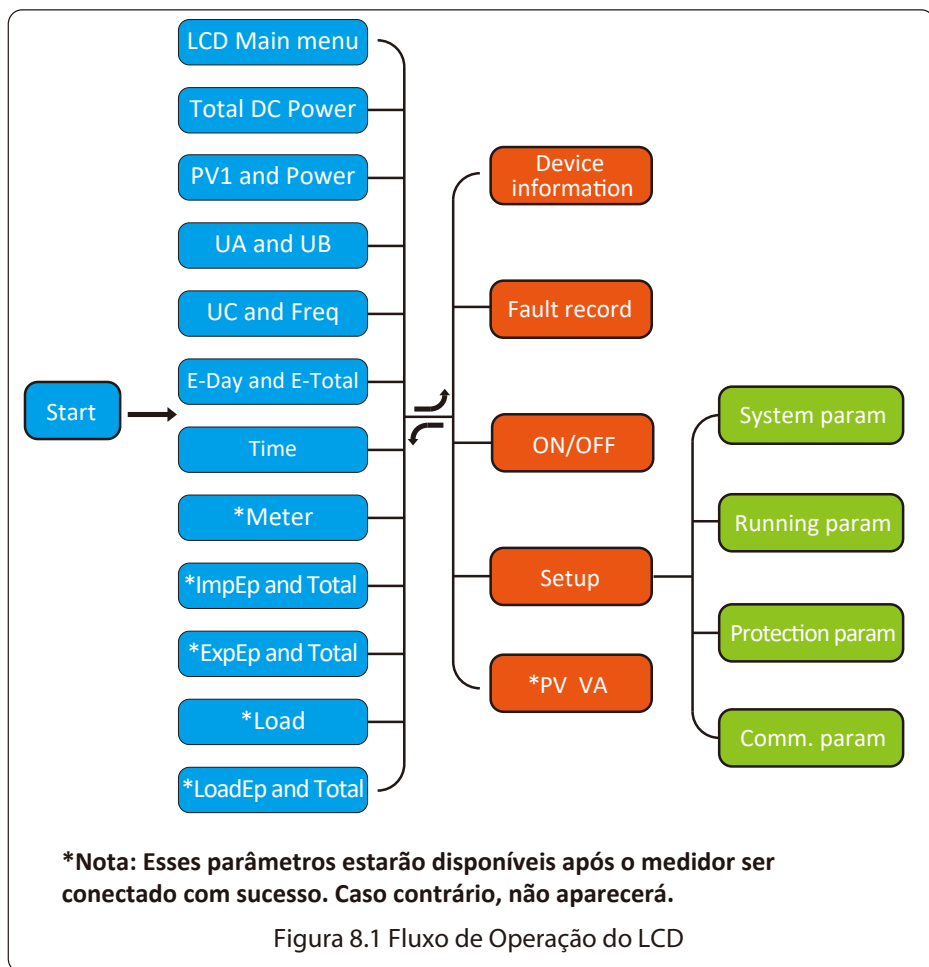 LCD Main menu
Total DC Power
PV1 and Power
UA and UB
UC and Freq
E-Day and E-Total
Start
Time
*Meter
*ImpEp and Total
*ExpEp and Total
*Load
*LoadEp and Total
Device
information
Fault record
ON/OFF
Setup
*PV VA
System param
Running param
Protection param
Comm. param
*Nota: Esses parâmetros estarão disponíveis após o medidor ser
conectado com sucesso. Caso contrário, não aparecerá.
Figura 8.1 Fluxo de Operação do LCD